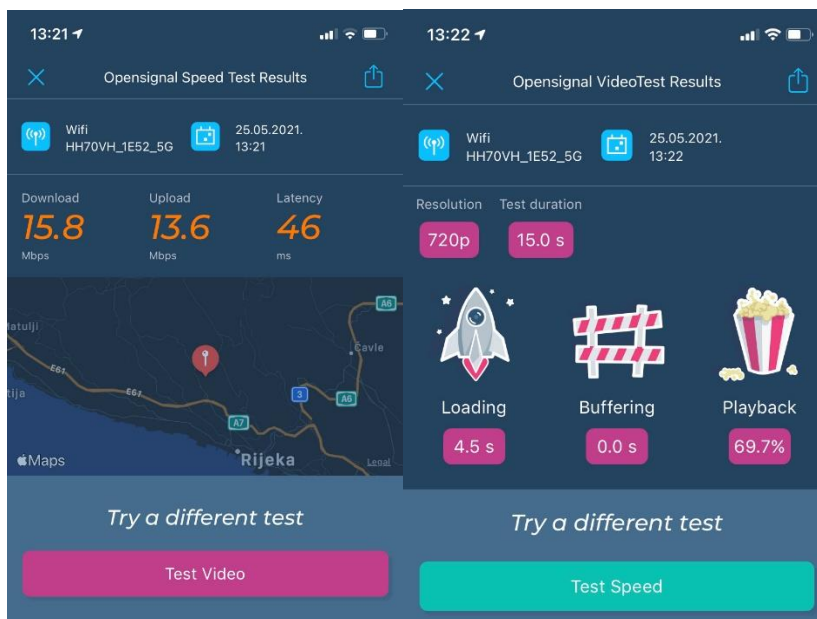 13:21
Opensignal Speed Test Results
Wifi
HH70VH_1E52_5G
25.05.2021.
13:21
Download
Upload
Latency
15.8
13.6
46
Mbps
Mbps
ms
A6
Čavle
E61
E61
3
A6
A7
Rijeka
Maps
Legal
Try a different test
Test Video
13:22
Opensignal VideoTest Results
Wifi
HH70VH_1E52_5G
25.05.2021.
13:22
Resolution
Test duration
720p
15.0 s
Loading
Buffering
Playback
4.5 s
0.0 s
69.7%
Try a different test
Test Speed